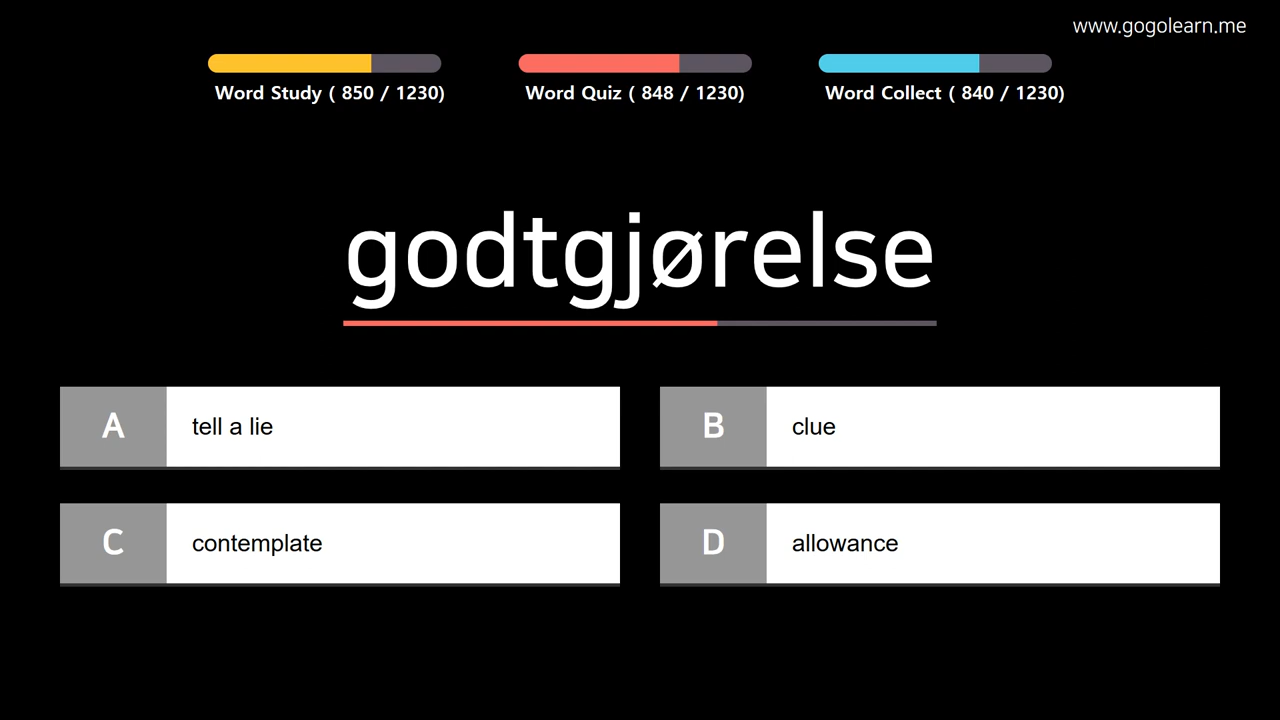 www.gogolearn.me
Word Study ( 850 / 1230)
Word Quiz ( 848 / 1230)
Word Collect ( 840 / 1230)
godtgjørelse
A tell a lie
B clue
C contemplate
D allowance